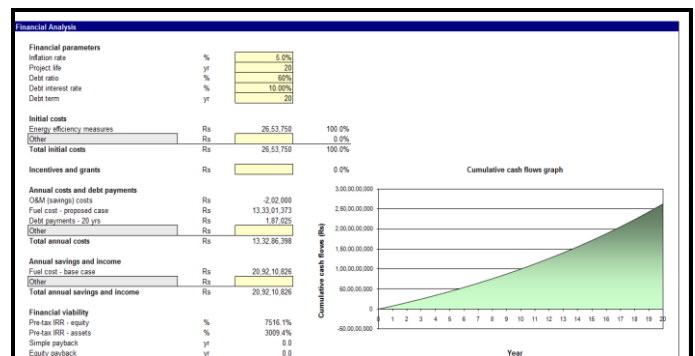 Financial Analysis
Financial parameters
Inflation rate % 5.0%
Project life yr 20
Debt ratio % 60%
Debt interest rate % 10.00%
Debt term yr 20
Initial costs
Energy efficiency measures Rs 26,53,750 100.0%
Other Rs 0.0%
Total initial costs Rs 26,53,750 100.0%
Incentives and grants Rs 0.0%
Annual costs and debt payments
O&M (savings) costs Rs -2,02,000
Fuel cost - proposed case Rs 13,33,01,373
Debt payments - 20 yrs Rs 1,87,025
Other Rs
Total annual costs Rs 13,32,86,398
Annual savings and income
Fuel cost - base case Rs 20,92,10,826
Other Rs
Total annual savings and income Rs 20,92,10,826
Financial viability
Pre-tax IRR - equity % 7516.1%
Pre-tax IRR - assets % 3009.4%
Simple payback yr 0.0
Equity payback yr 0.0
Cumulative cash flows graph
Cumulative cash flows (Rs)
3,00,00,00,000
2,50,00,00,000
2,00,00,00,000
1,50,00,00,000
1,00,00,00,000
50,00,00,000
0
-50,00,00,000
0 1 2 3 4 5 6 7 8 9 10 11 12 13 14 15 16 17 18 19 20
Year